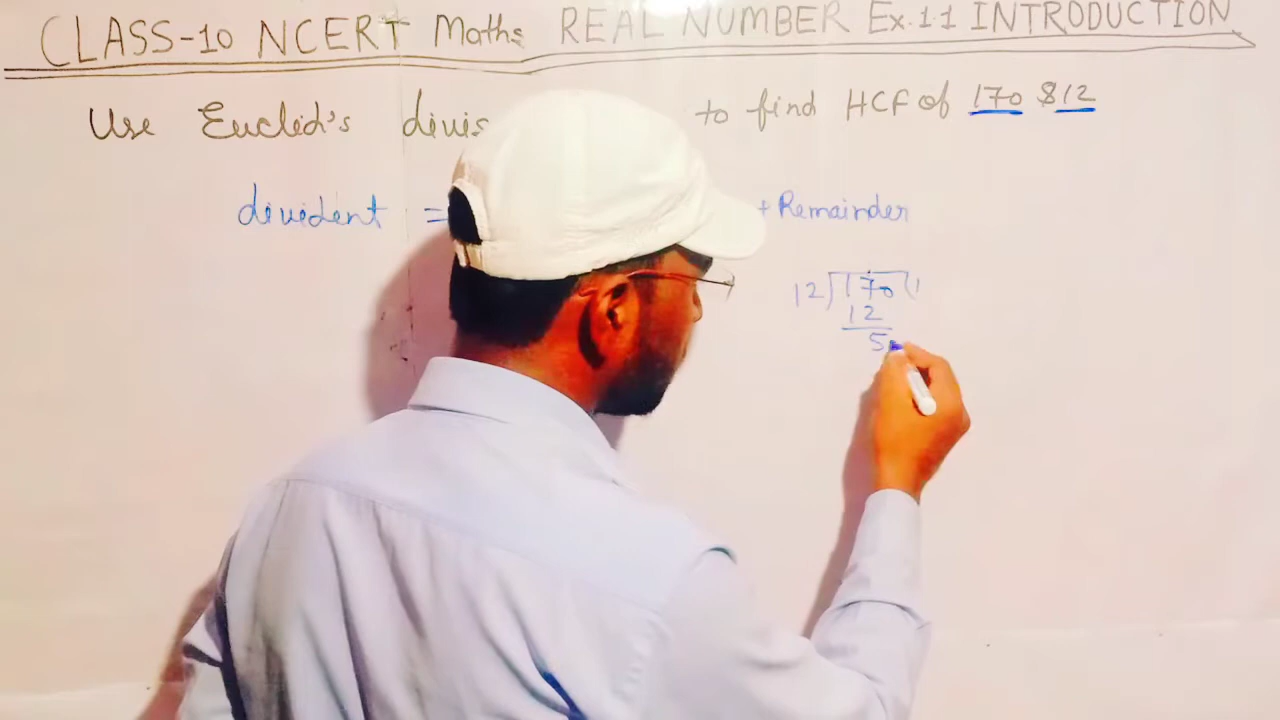 CLASS-10 NCERT Maths REAL NUMBER Ex.1.1 INTRODUCTION
Use Euclid's divis to find HCF of 170 & 12
divident = + Remainder
12 170 1
12
5